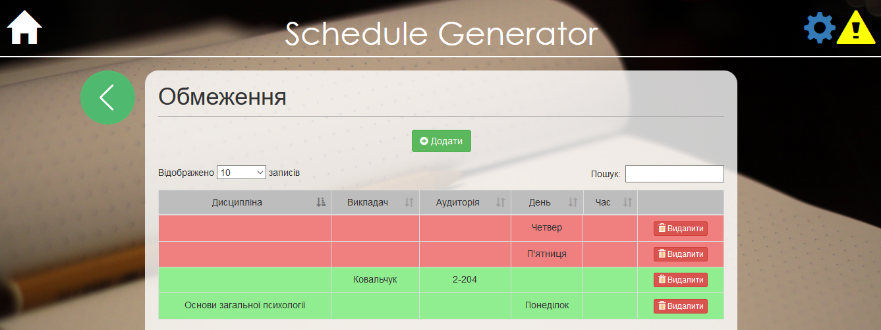 Schedule Generator
Обмеження
Додати
Відображено 10 записів Пошук:
Дисципліна Викладач Аудиторія День Час
Четвер Видалити
П'ятниця Видалити
Ковальчук 2-204 Видалити
Основи загальної психології Понеділок Видалити